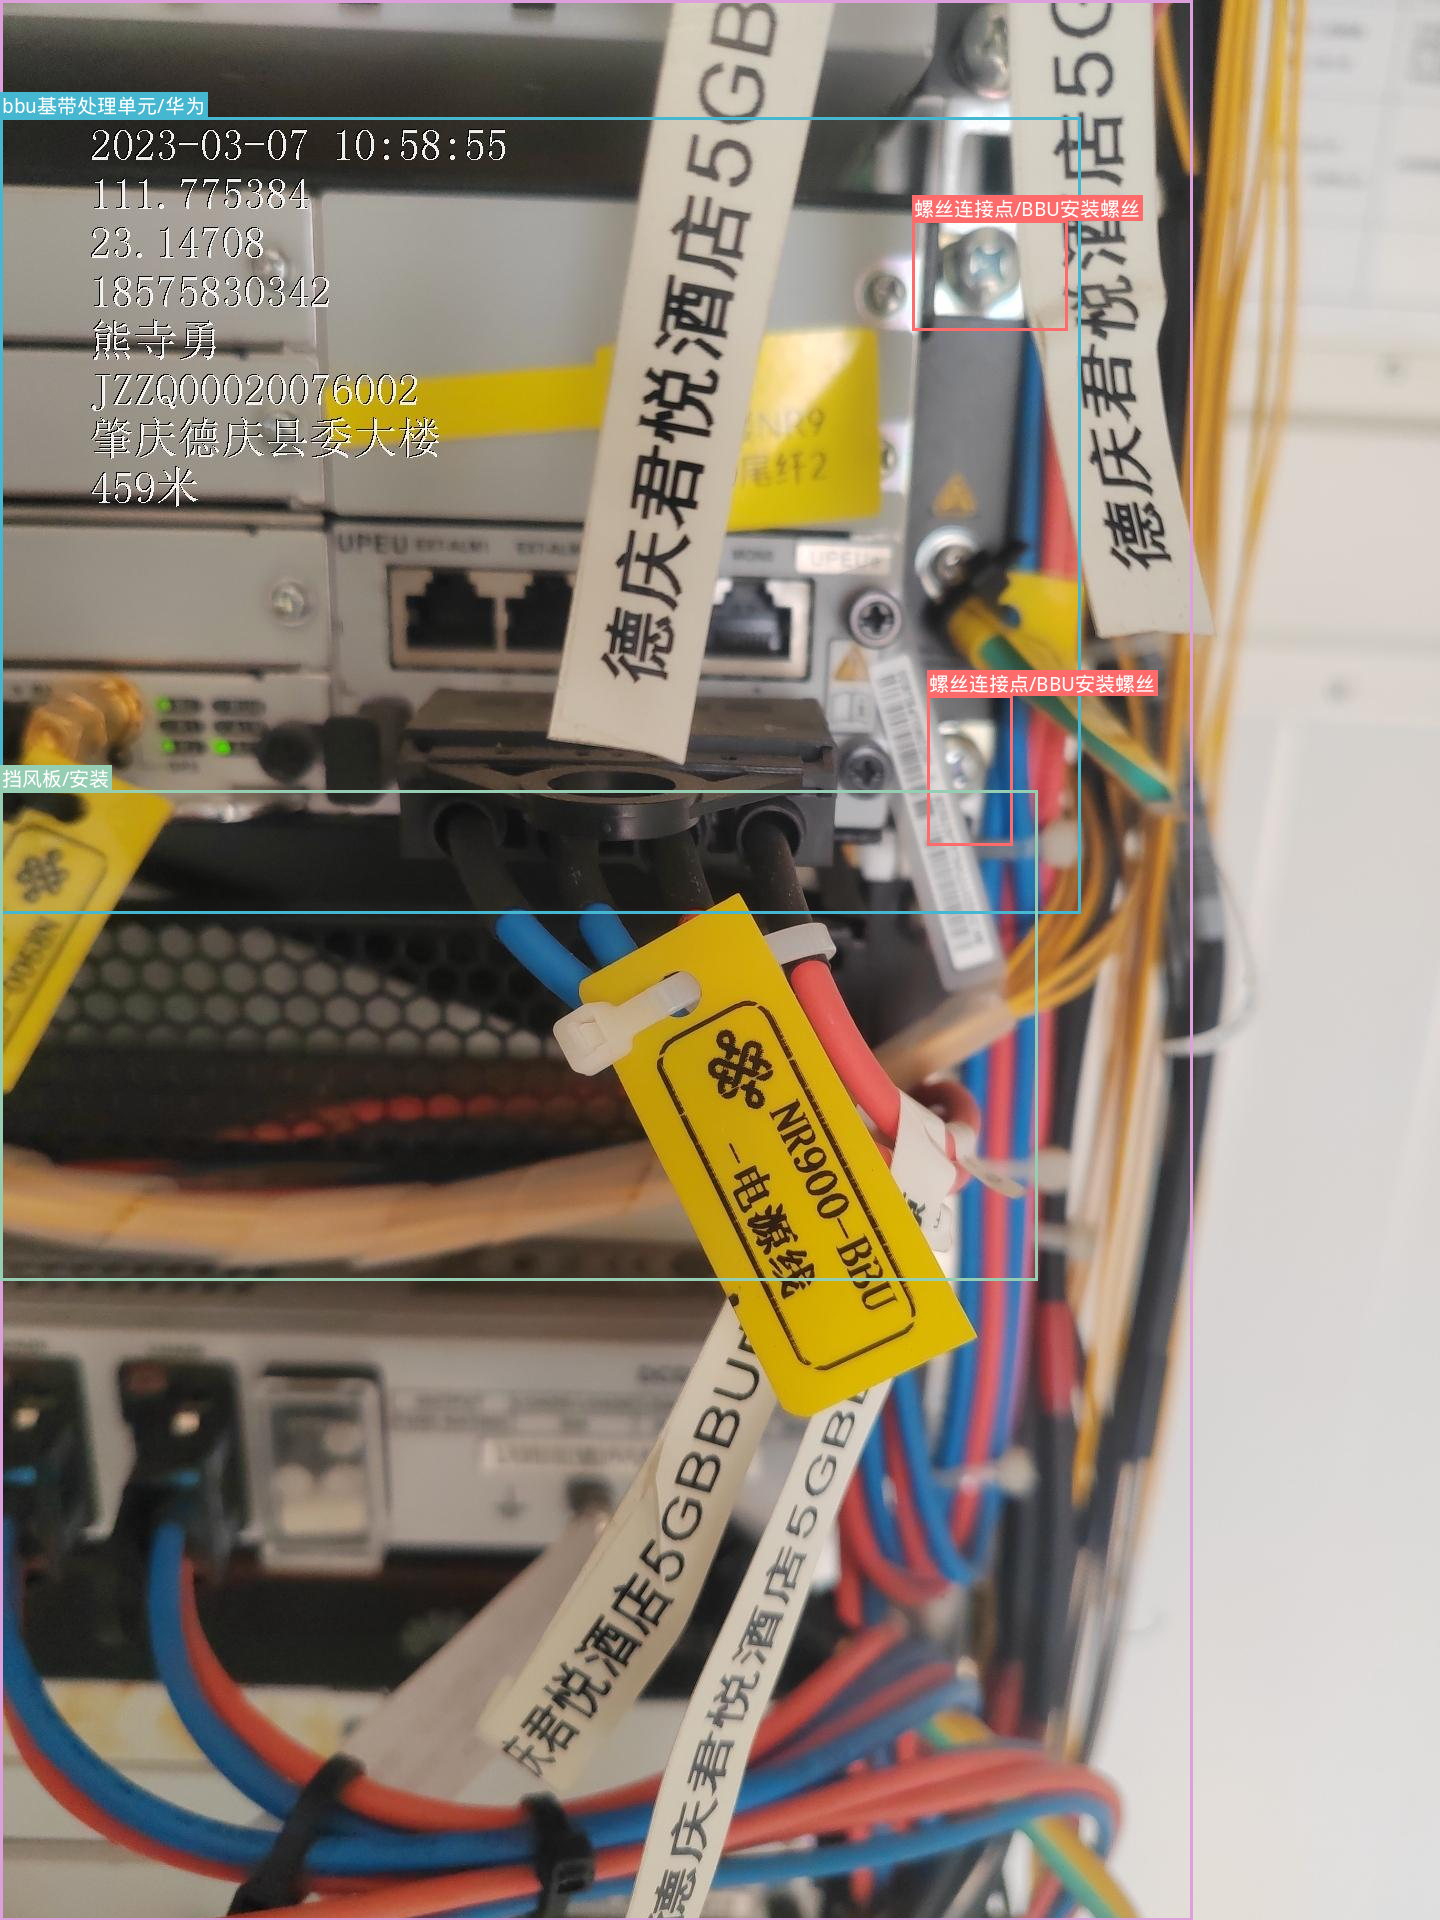 bbu基带处理单元/华为
2023-03-07 10:58:55
111.775384
23.14708
18575830342
熊寺勇
JZZQ00020076002
肇庆德庆县委大楼
459米
德庆君悦酒店5GB
德庆君悦酒店5G
螺丝连接点/BBU安装螺丝
NR9
尾纤2
UPEU EXT-ALM1
MON0
UPEU
螺丝连接点/BBU安装螺丝
挡风板/安装
NR900
NR900-BBU
-电源线
庆君悦酒店5GBBU
德庆君悦酒店5GB